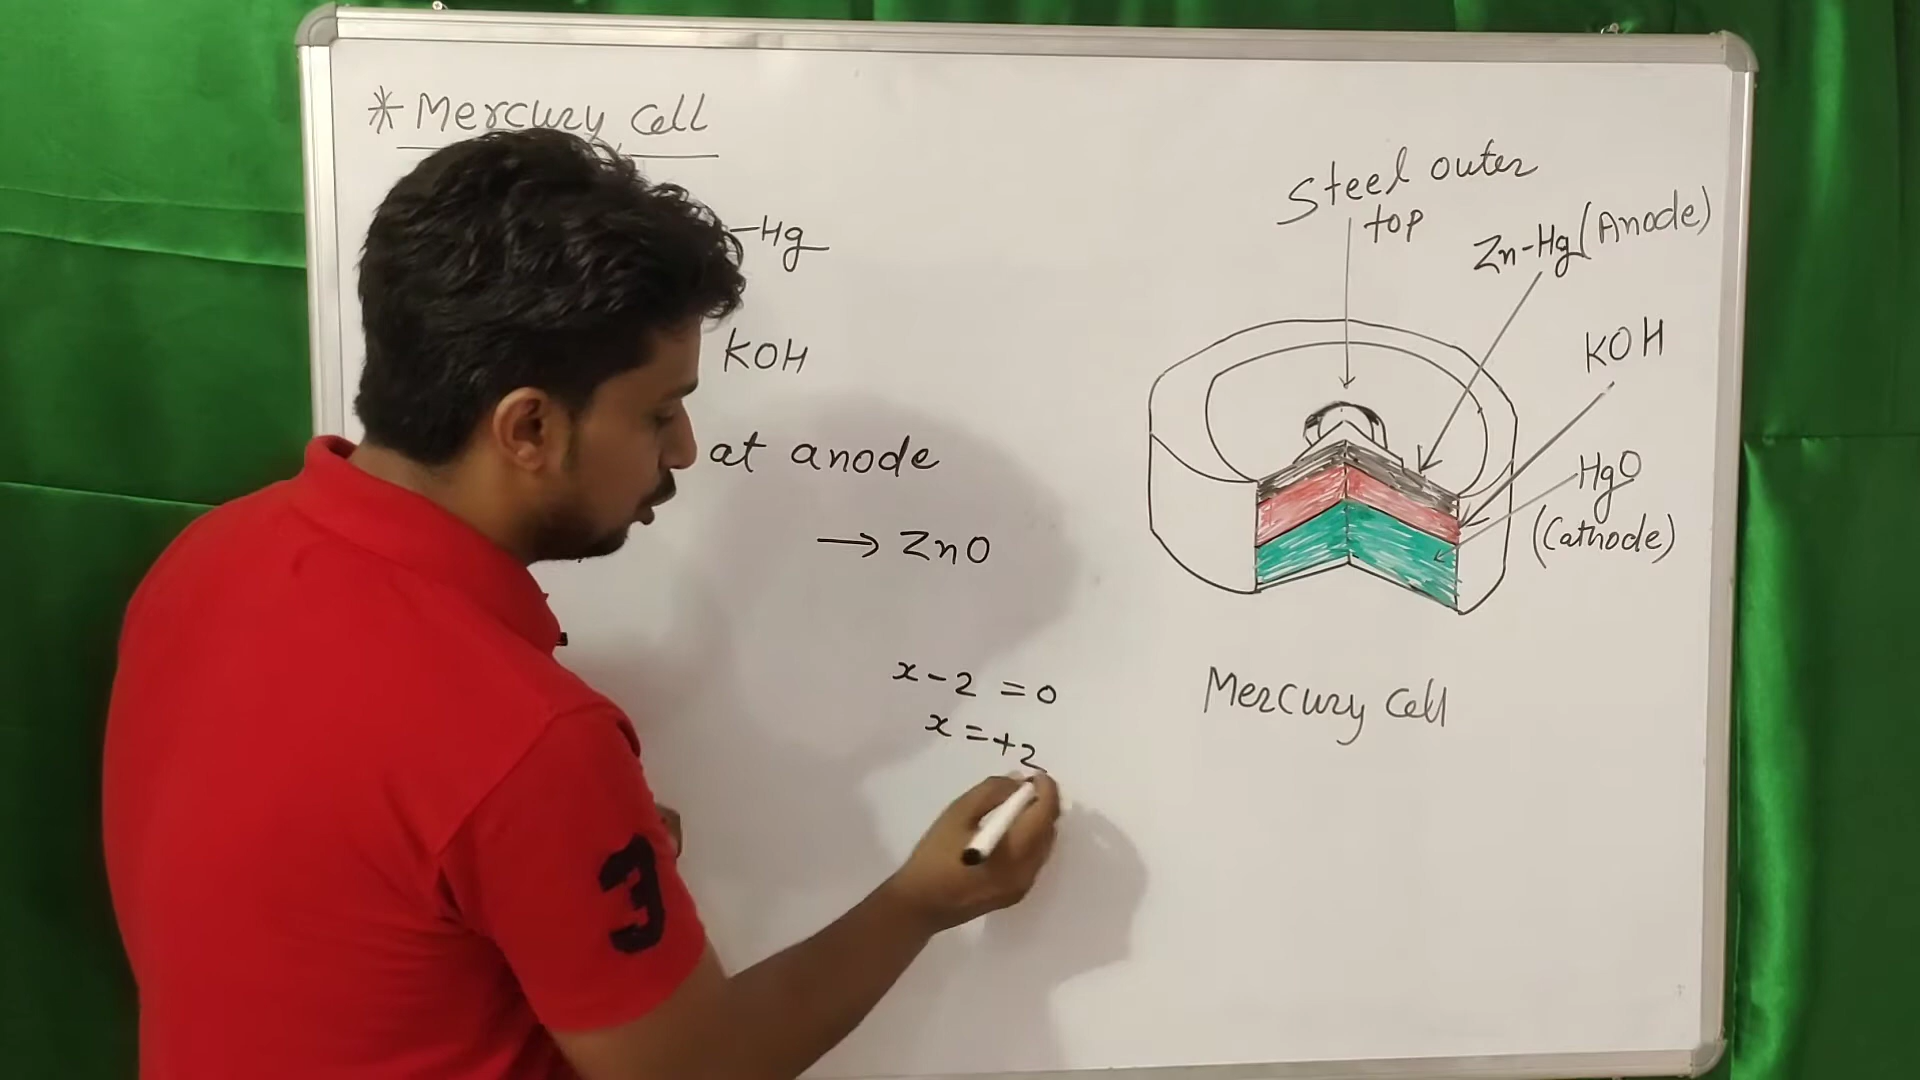 * Mercury Cell
-Hg
KOH
at anode
→ ZnO
x-2 = 0
x = +2
Steel outer
top
Zn-Hg (Anode)
KOH
HgO
(Cathode)
Mercury Cell
3